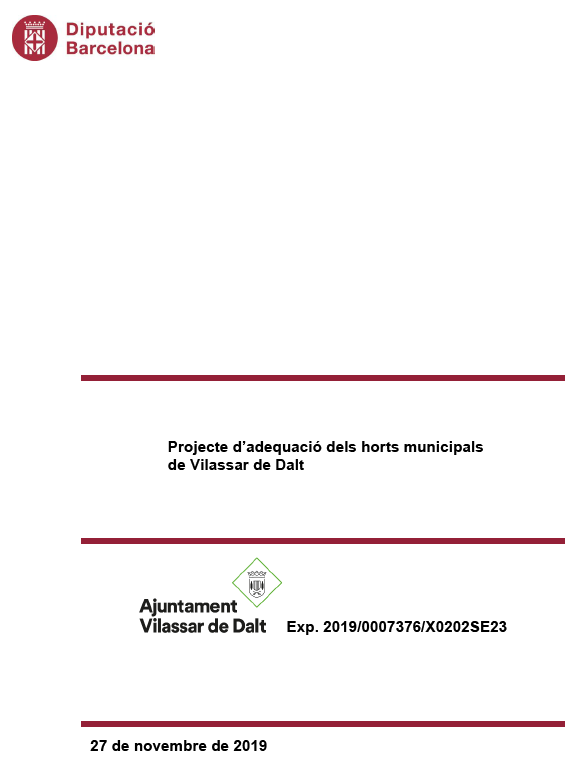 Diputació
Barcelona
Projecte d’adequació dels horts municipals
de Vilassar de Dalt
Ajuntament
Vilassar de Dalt
Exp. 2019/0007376/X0202SE23
27 de novembre de 2019